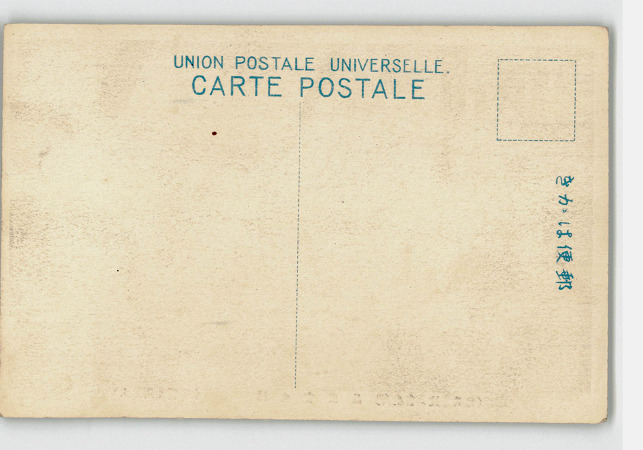 UNION POSTALE UNIVERSELLE.
CARTE POSTALE
郵便はがき